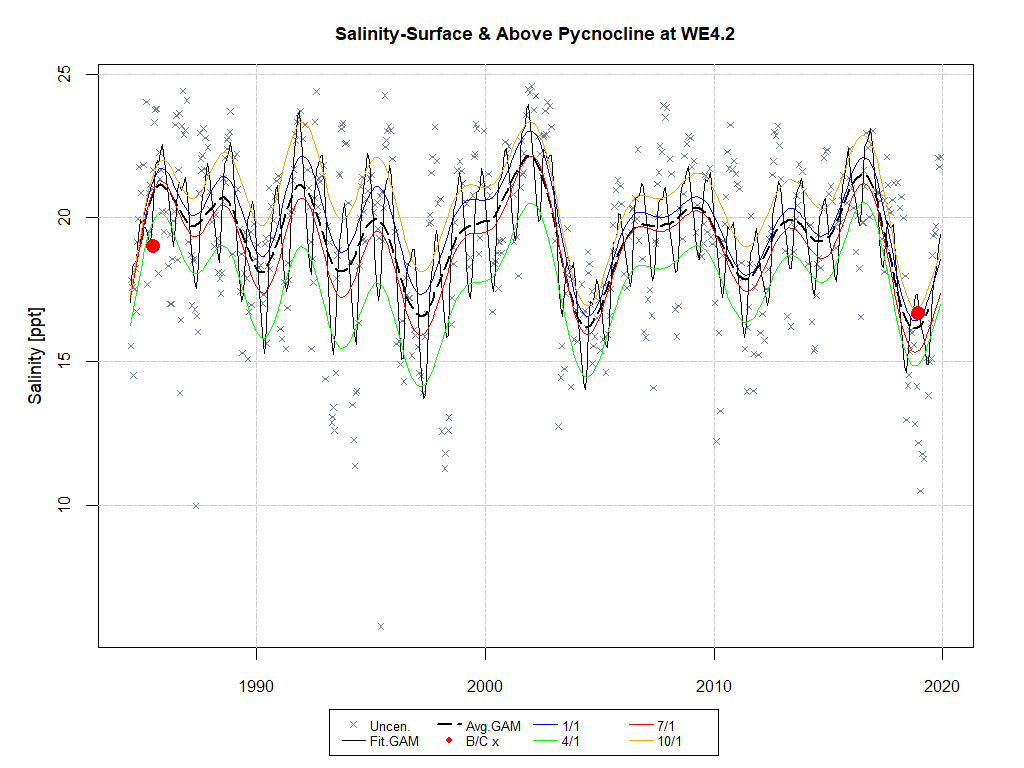 Salinity-Surface & Above Pycnocline at WE4.2
25
20
15
10
Salinity [ppt]
1990 2000 2010 2020
Uncen. Avg.GAM 1/1 7/1
Fit.GAM B/C x 4/1 10/1